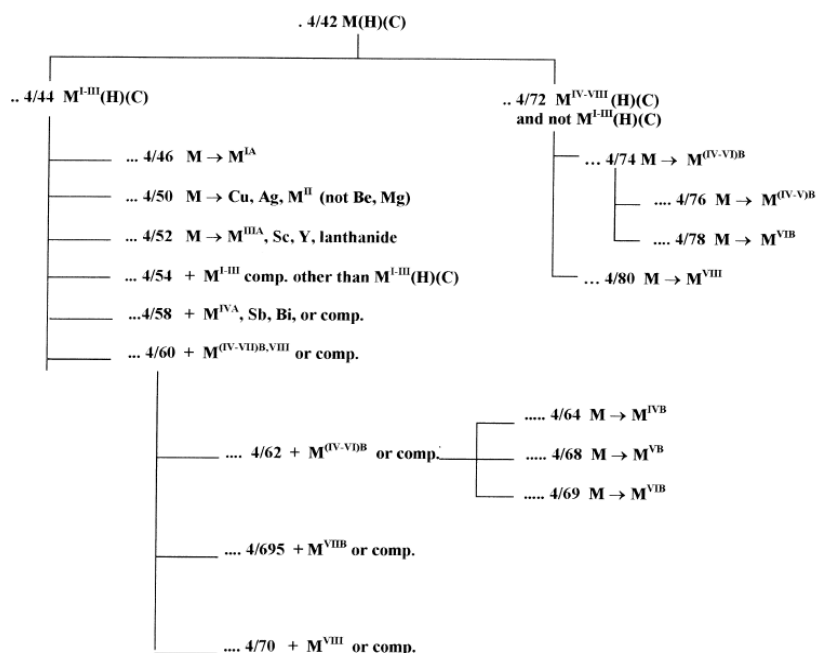 . 4/42 M(H)(C)
.. 4/44 M^I-III(H)(C)
.. 4/72 M^IV-VIII(H)(C)
and not M^I-III(H)(C)
... 4/46 M → M^IA
... 4/50 M → Cu, Ag, M^II (not Be, Mg)
... 4/52 M → M^IIIA, Sc, Y, lanthanide
... 4/54 + M^I-III comp. other than M^I-III(H)(C)
...4/58 + M^IVA, Sb, Bi, or comp.
... 4/60 + M^(IV-VII)B,VIII or comp.
... 4/74 M → M^(IV-VI)B
.... 4/76 M → M^(IV-V)B
.... 4/78 M → M^VIB
... 4/80 M → M^VIII
.... 4/62 + M^(IV-VI)B or comp.
..... 4/64 M → M^IVB
..... 4/68 M → M^VB
..... 4/69 M → M^VIB
.... 4/695 + M^VIIB or comp.
.... 4/70 + M^VIII or comp.